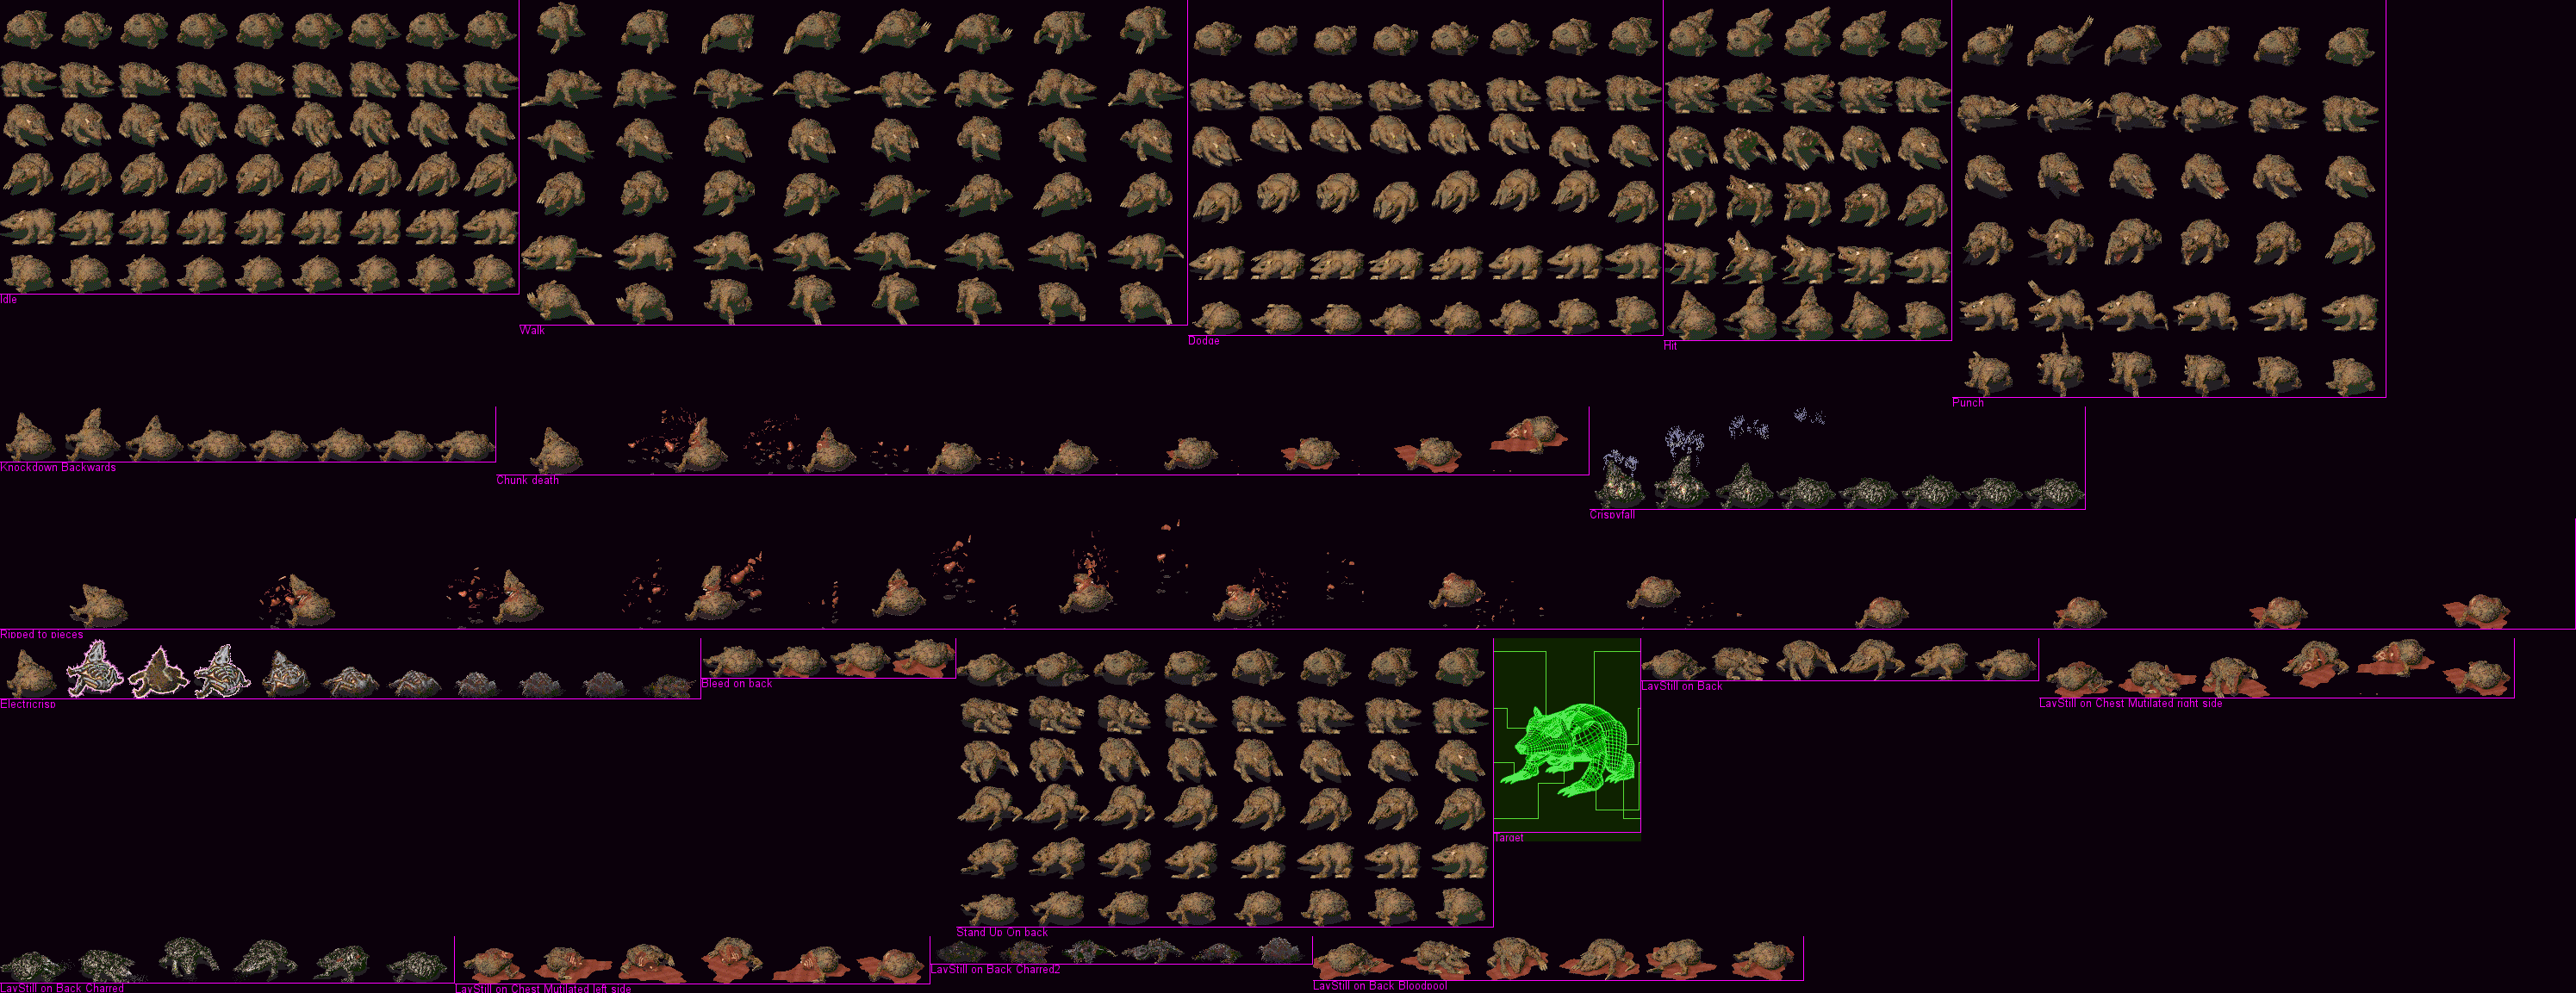 Idle
Walk
Dodge
Hit
Punch
Knockdown Backwards
Chunk death
Crispyfall
Ripped to pieces
Electricrisp
Bleed on back
Stand Up On back
Target
LayStill on Back
LayStill on Chest Mutilated right side
LayStill on Back Charred
LayStill on Chest Mutilated left side
LayStill on Back Charred2
LayStill on Back Bloodpool